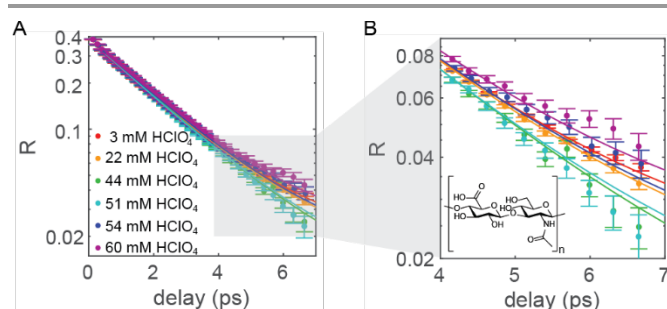 A
0.4
0.3
0.2
0.1
0.02
R
3 mM HClO₄
22 mM HClO₄
44 mM HClO₄
51 mM HClO₄
54 mM HClO₄
60 mM HClO₄
0 2 4 6
delay (ps)
B
0.08
0.06
0.04
0.02
R
HO O
HO
O O HO O O
HO OH NH
O
n
4 5 6 7
delay (ps)